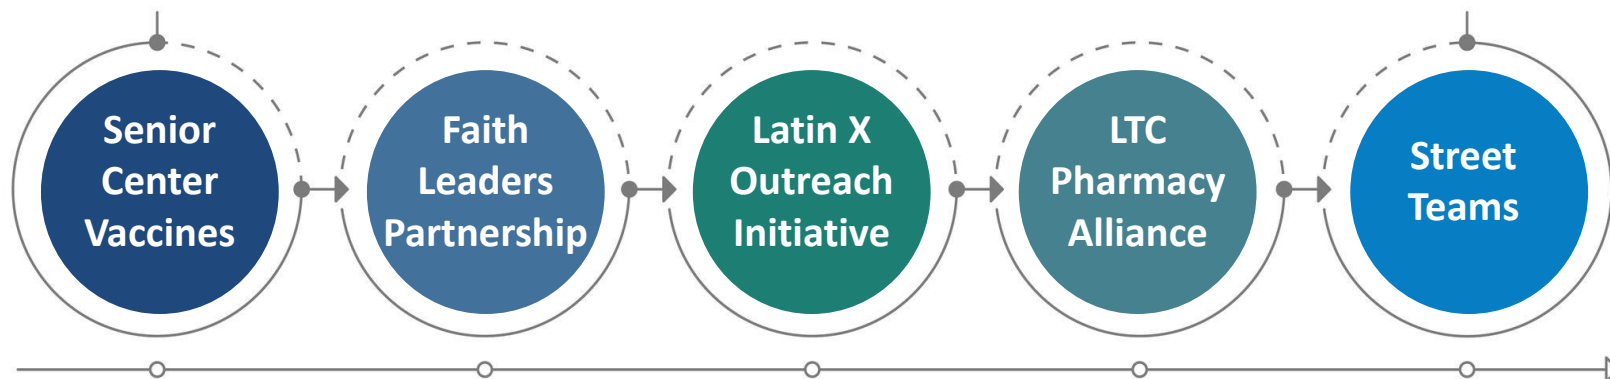 Senior
Center
Vaccines
Faith
Leaders
Partnership
Latin X
Outreach
Initiative
LTC
Pharmacy
Alliance
Street
Teams